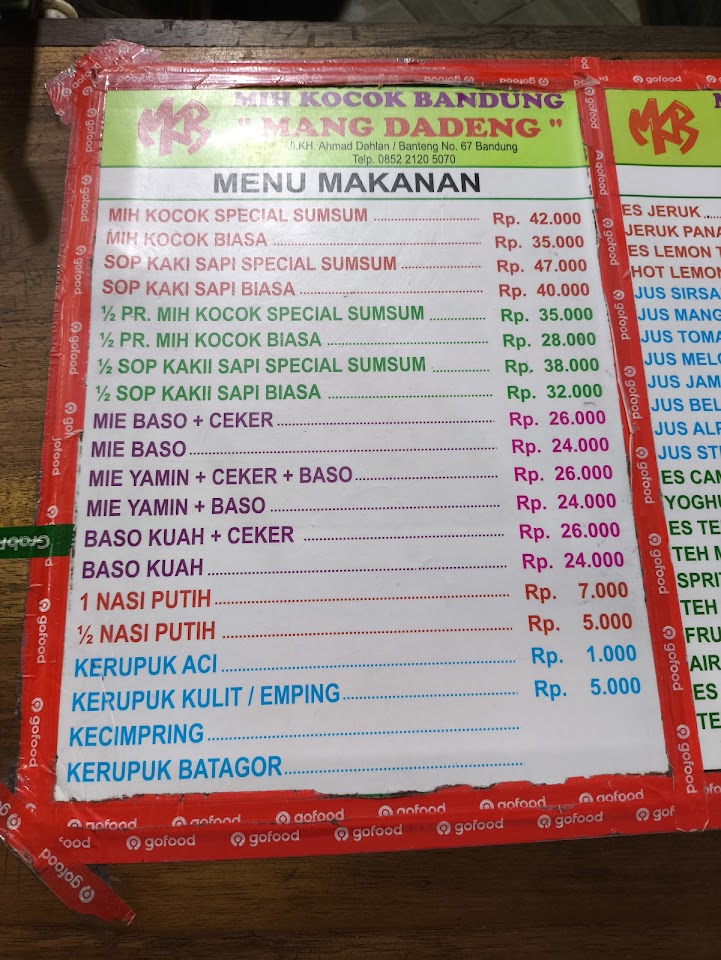 MKB
MIH KOCOK BANDUNG
" MANG DADENG "
Jl.KH. Ahmad Dahlan / Banteng No. 67 Bandung
Telp. 0852 2120 5070
MENU MAKANAN
MIH KOCOK SPECIAL SUMSUM Rp. 42.000
MIH KOCOK BIASA Rp. 35.000
SOP KAKI SAPI SPECIAL SUMSUM Rp. 47.000
SOP KAKI SAPI BIASA Rp. 40.000
½ PR. MIH KOCOK SPECIAL SUMSUM Rp. 35.000
½ PR. MIH KOCOK BIASA Rp. 28.000
½ SOP KAKII SAPI SPECIAL SUMSUM Rp. 38.000
½ SOP KAKII SAPI BIASA Rp. 32.000
MIE BASO + CEKER Rp. 26.000
MIE BASO Rp. 24.000
MIE YAMIN + CEKER + BASO Rp. 26.000
MIE YAMIN + BASO Rp. 24.000
BASO KUAH + CEKER Rp. 26.000
BASO KUAH Rp. 24.000
1 NASI PUTIH Rp. 7.000
½ NASI PUTIH Rp. 5.000
KERUPUK ACI Rp. 1.000
KERUPUK KULIT / EMPING Rp. 5.000
KECIMPRING
KERUPUK BATAGOR
MKB
ES JERUK
JERUK PANA
ES LEMON T
HOT LEMON
JUS SIRSA
JUS MANG
JUS TOMA
JUS MELO
JUS JAM
JUS BEL
JUS ALP
JUS ST
ES CAM
YOGHU
ES TE
TEH M
SPRIT
TEH
FRU
AIR
ES
TE
gofood
gofood
gofood
gofood
gofood
gofood